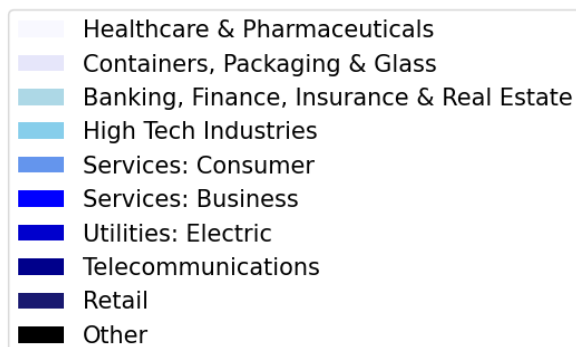 Healthcare & Pharmaceuticals
Containers, Packaging & Glass
Banking, Finance, Insurance & Real Estate
High Tech Industries
Services: Consumer
Services: Business
Utilities: Electric
Telecommunications
Retail
Other